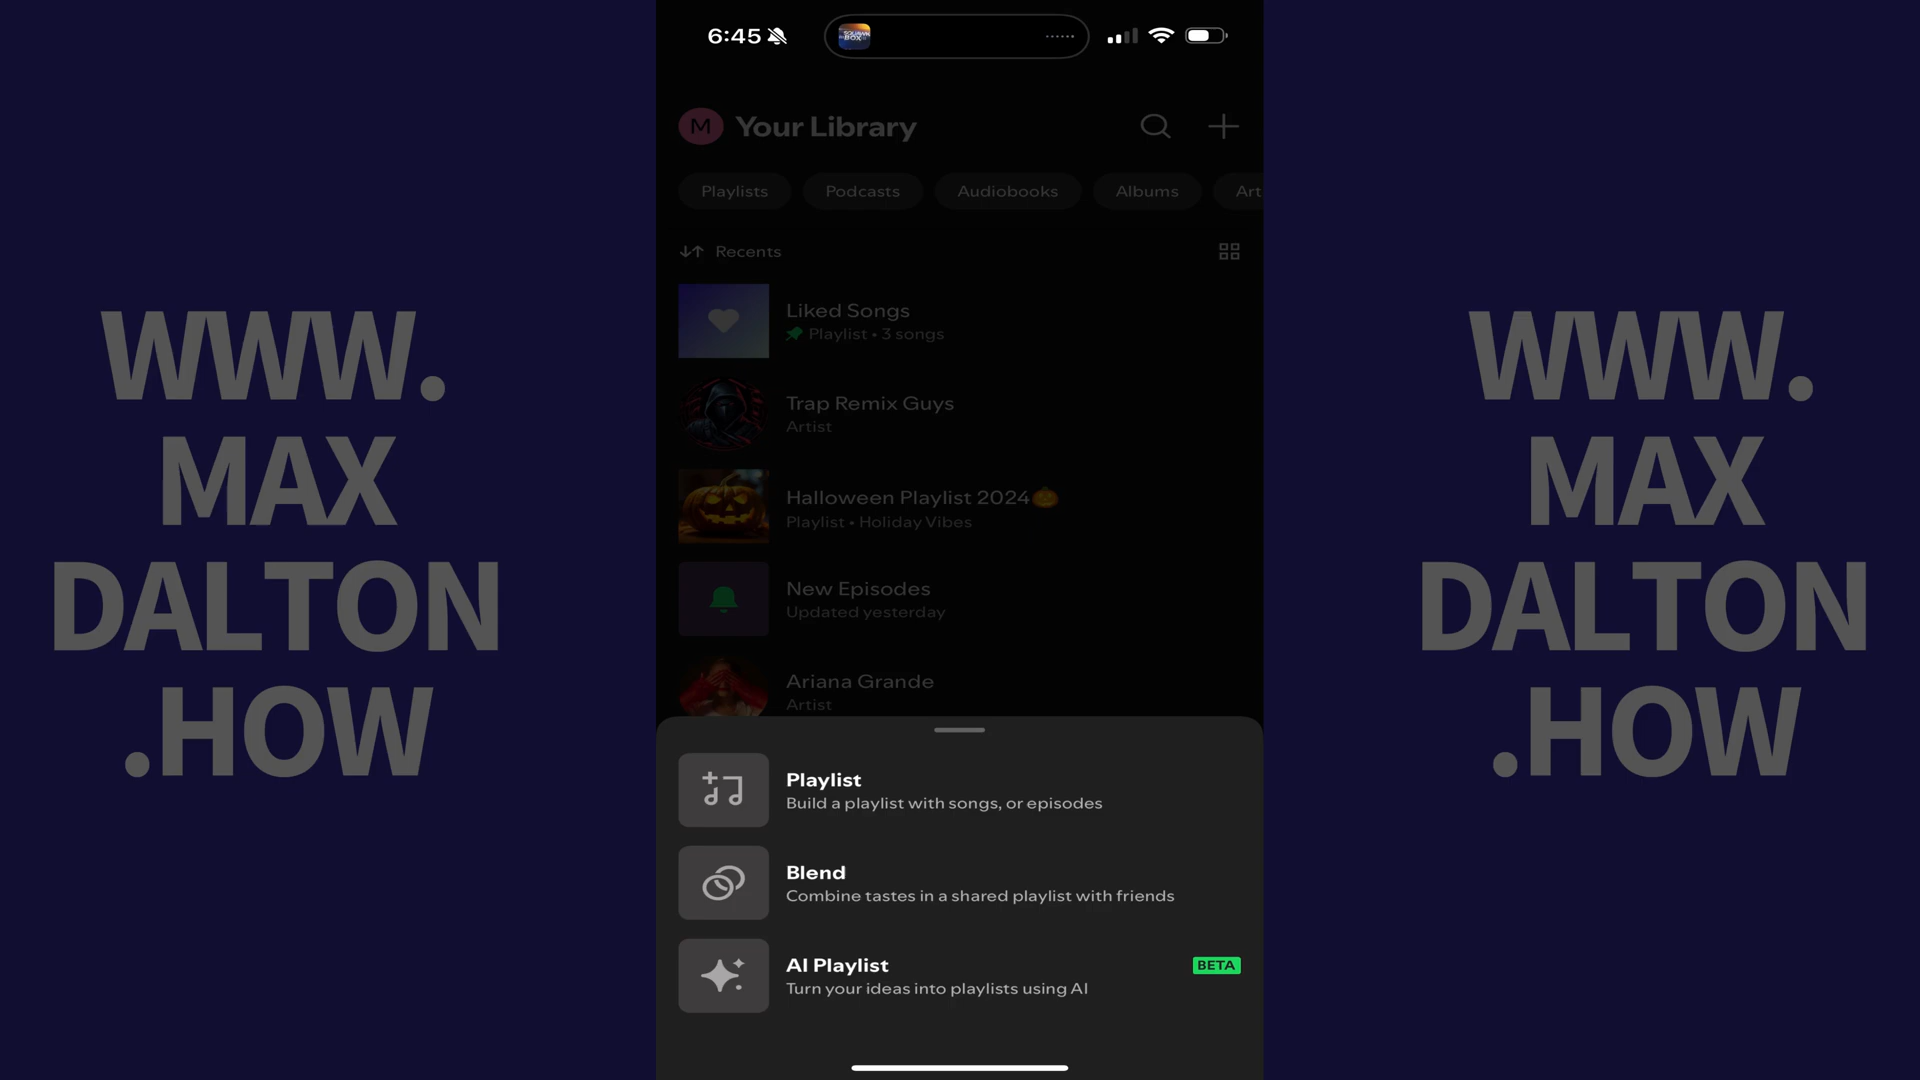 WWW.
MAX
DALTON
.HOW
6:45
SQUAWK
BOX
M
Your Library
Playlists
Podcasts
Audiobooks
Albums
Art
Recents
Liked Songs
Playlist • 3 songs
Trap Remix Guys
Artist
Halloween Playlist 2024🎃
Playlist • Holiday Vibes
New Episodes
Updated yesterday
Ariana Grande
Artist
Playlist
Build a playlist with songs, or episodes
Blend
Combine tastes in a shared playlist with friends
AI Playlist
BETA
Turn your ideas into playlists using AI
WWW.
MAX
DALTON
.HOW